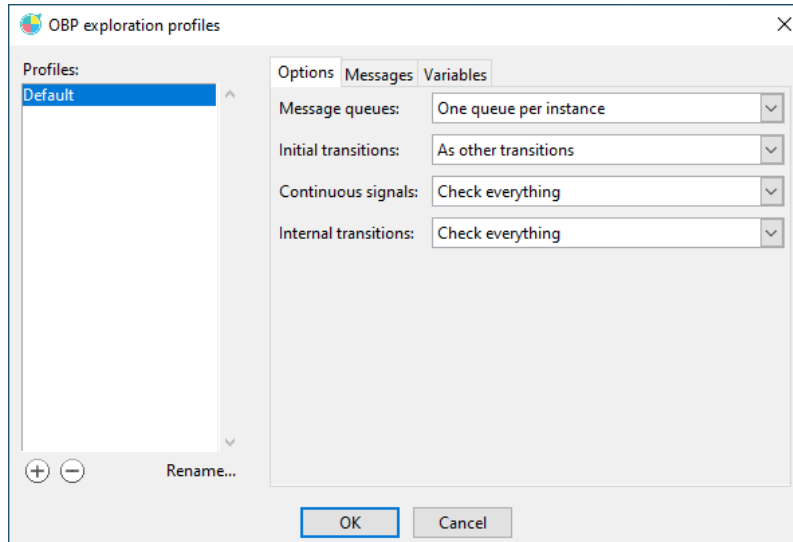 OBP exploration profiles
Profiles:
Default
Rename...
Options Messages Variables
Message queues: One queue per instance
Initial transitions: As other transitions
Continuous signals: Check everything
Internal transitions: Check everything
OK Cancel